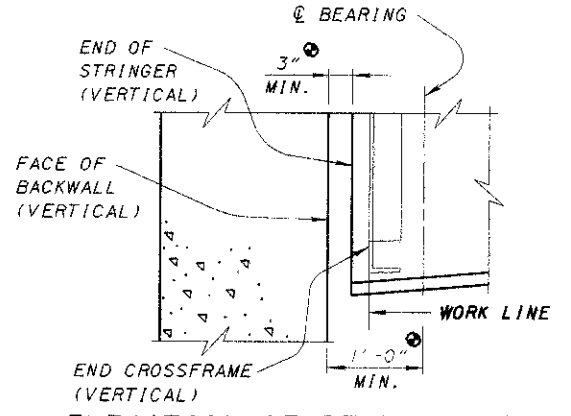 ℄ BEARING
END OF
STRINGER
(VERTICAL)
3"
MIN.
FACE OF
BACKWALL
(VERTICAL)
WORK LINE
1'-0"
MIN.
END CROSSFRAME
(VERTICAL)